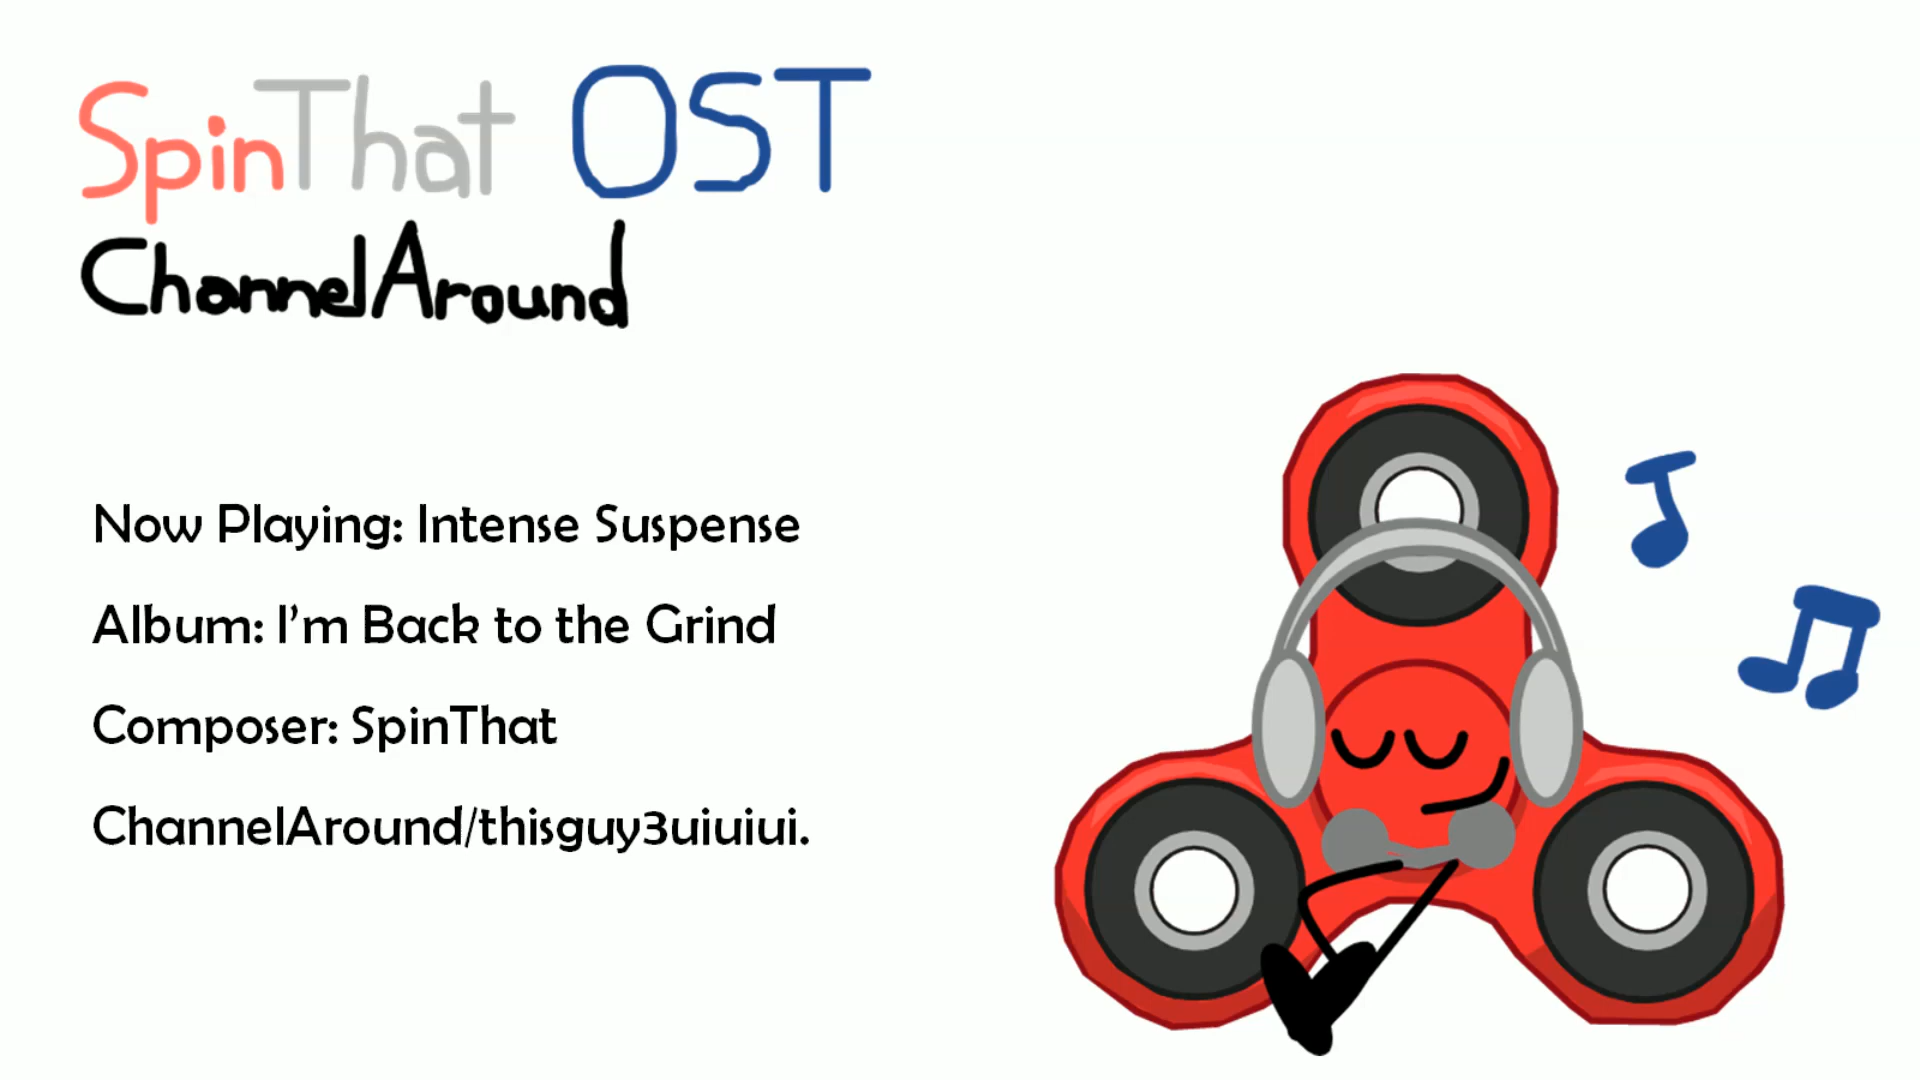 SpinThat OST
ChannelAround
Now Playing: Intense Suspense
Album: I'm Back to the Grind
Composer: SpinThat
ChannelAround/thisguy3uiuiui.